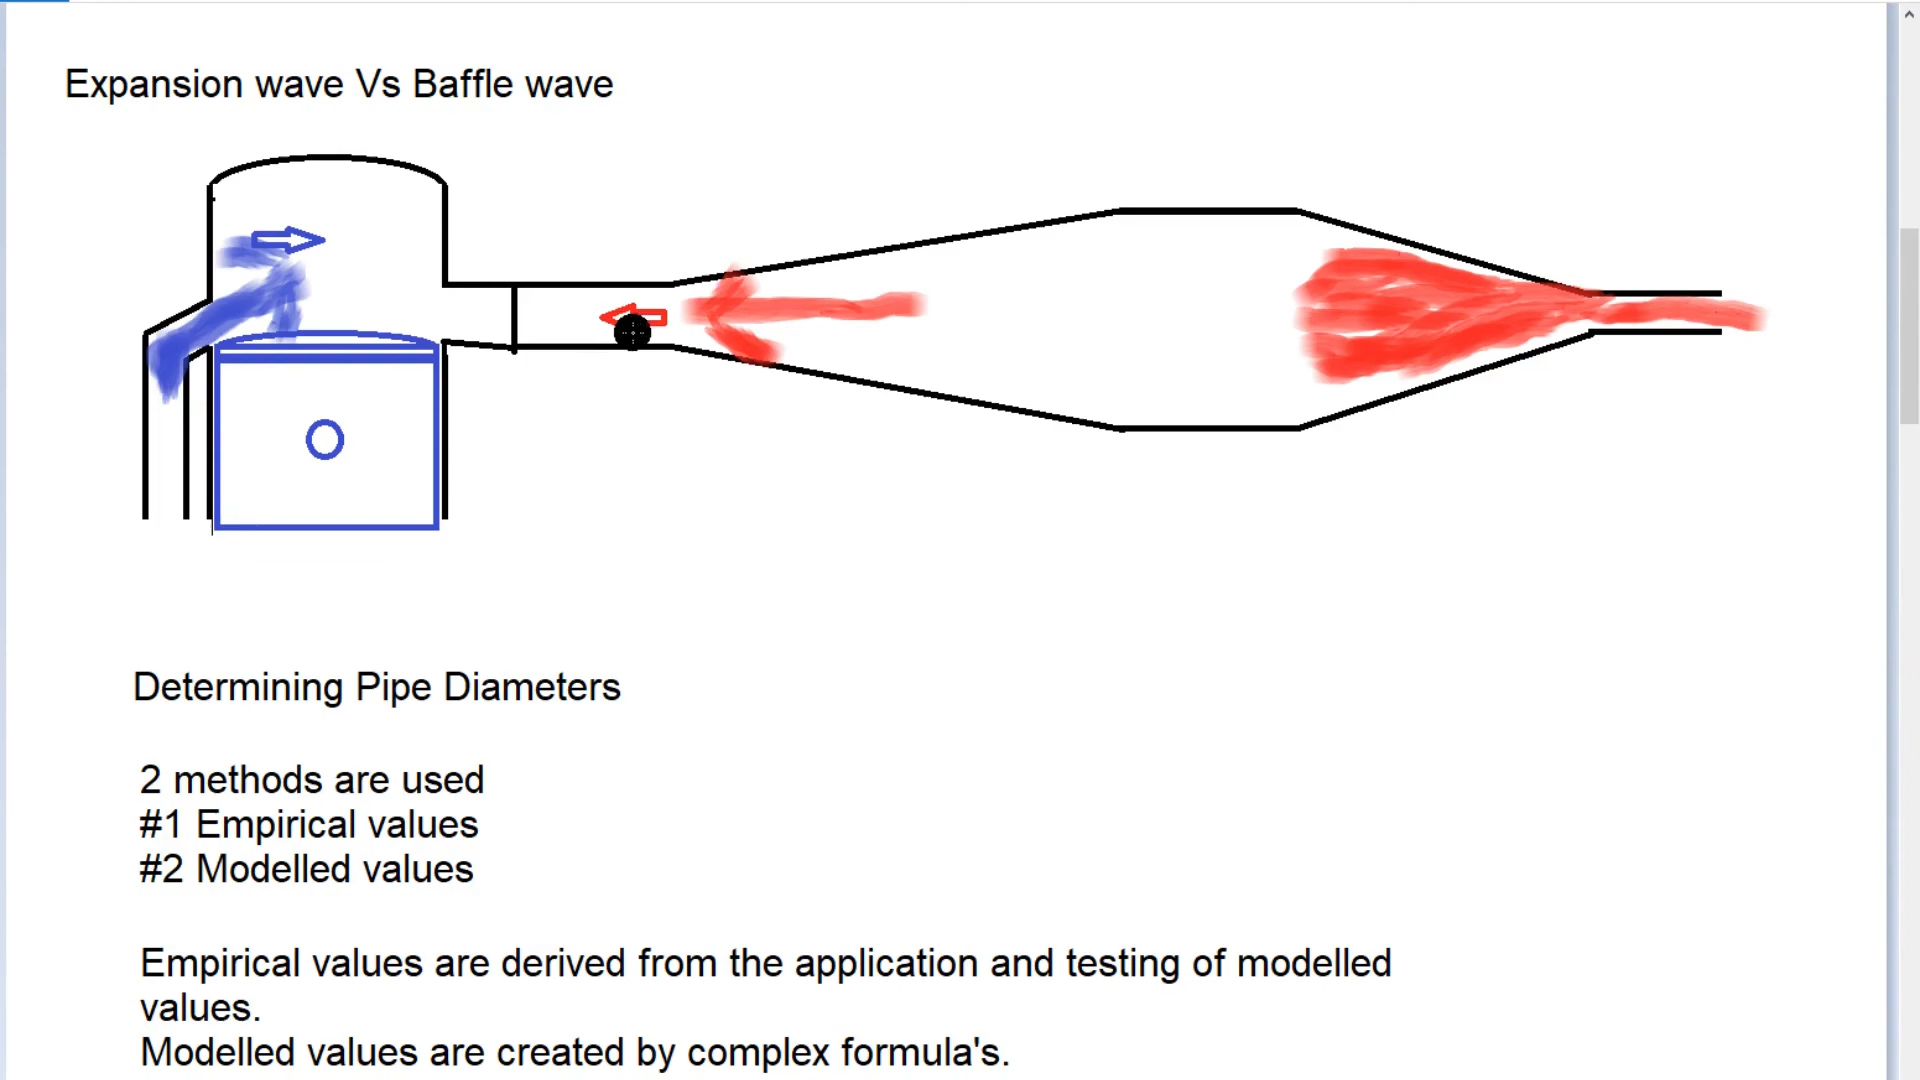 Expansion wave Vs Baffle wave
Determining Pipe Diameters
2 methods are used
#1 Empirical values
#2 Modelled values
Empirical values are derived from the application and testing of modelled
values.
Modelled values are created by complex formula's.